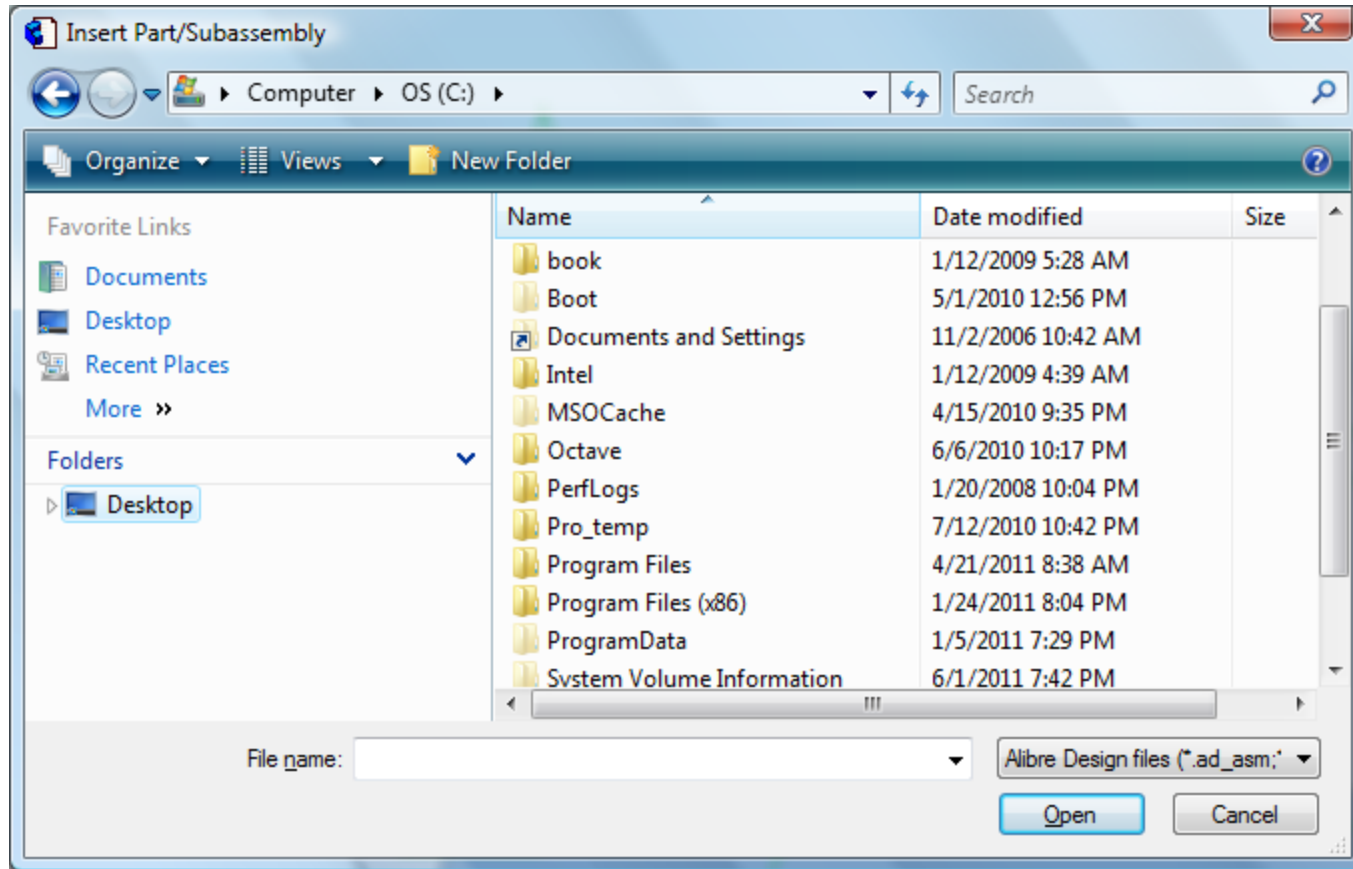 Insert Part/Subassembly
Computer OS (C:) Search
Organize Views New Folder
Favorite Links
Documents
Desktop
Recent Places
More »
Folders
Desktop
Name Date modified Size
book 1/12/2009 5:28 AM
Boot 5/1/2010 12:56 PM
Documents and Settings 11/2/2006 10:42 AM
Intel 1/12/2009 4:39 AM
MSOCache 4/15/2010 9:35 PM
Octave 6/6/2010 10:17 PM
PerfLogs 1/20/2008 10:04 PM
Pro_temp 7/12/2010 10:42 PM
Program Files 4/21/2011 8:38 AM
Program Files (x86) 1/24/2011 8:04 PM
ProgramData 1/5/2011 7:29 PM
System Volume Information 6/1/2011 7:42 PM
File name: Alibre Design files (*.ad_asm;*
Open Cancel